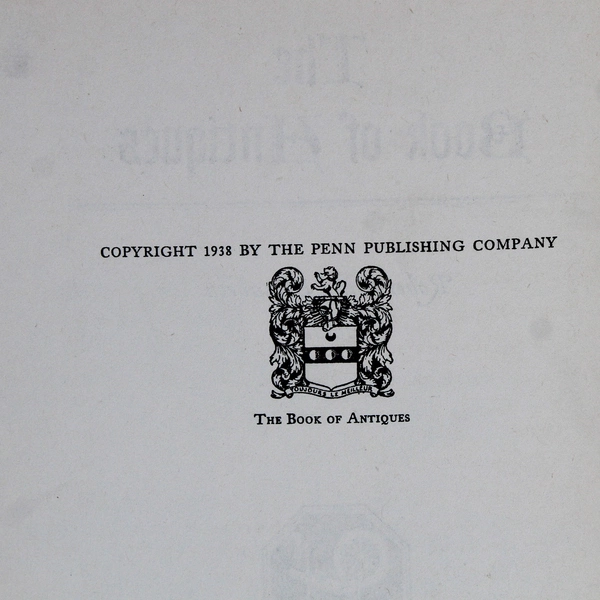 COPYRIGHT 1938 BY THE PENN PUBLISHING COMPANY
TOUJOURS LE MEILLEUR
THE BOOK OF ANTIQUES